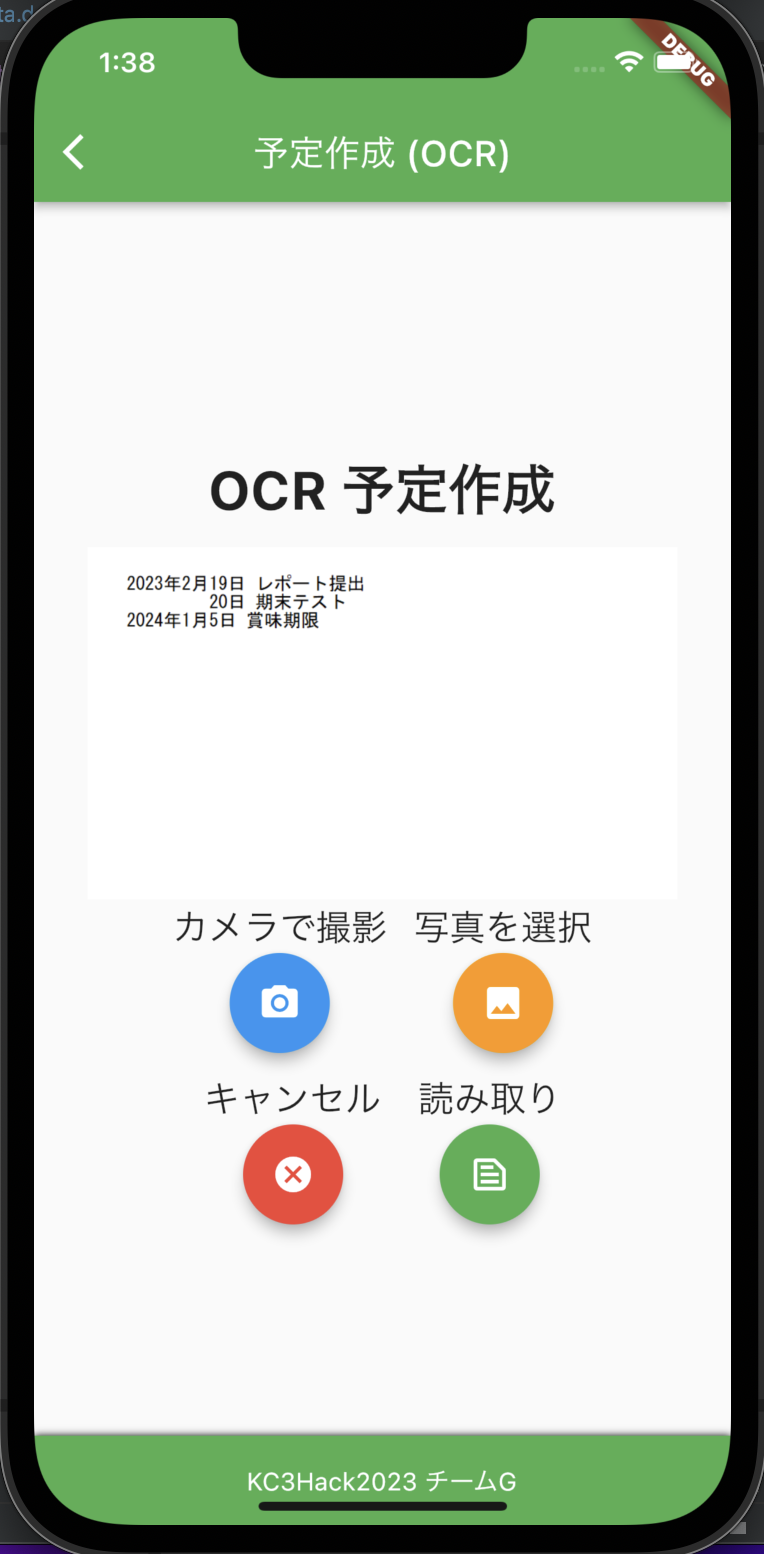 ta.d
1:38
DEBUG
予定作成 (OCR)
OCR 予定作成
2023年2月19日 レポート提出
20日 期末テスト
2024年1月5日 賞味期限
カメラで撮影 写真を選択
キャンセル 読み取り
KC3Hack2023 チームG